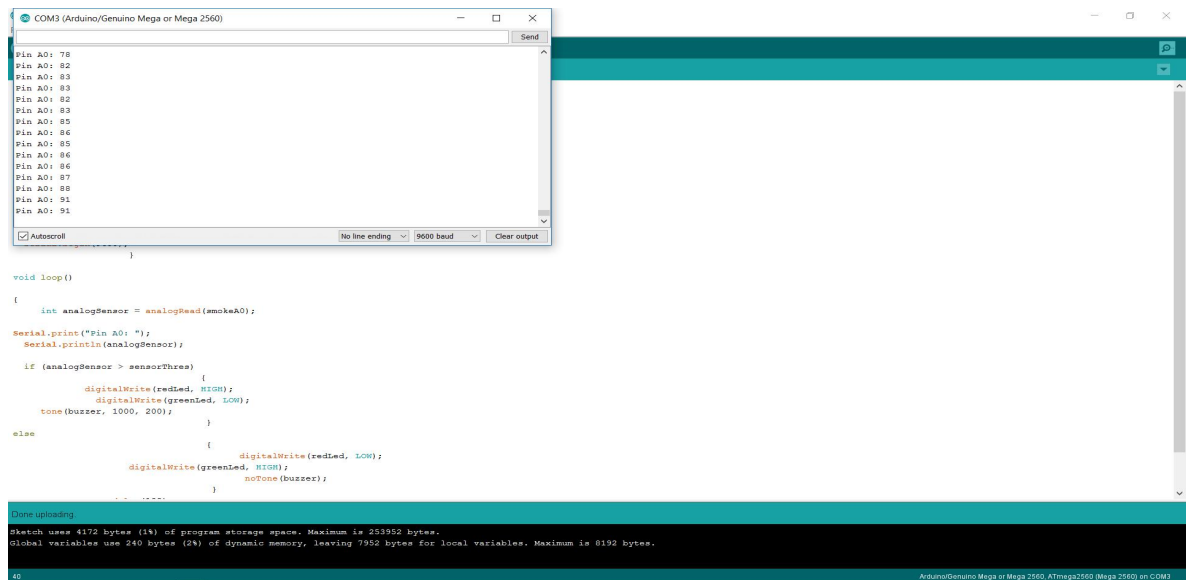 COM3 (Arduino/Genuino Mega or Mega 2560)
Send
Pin A0: 78
Pin A0: 82
Pin A0: 83
Pin A0: 83
Pin A0: 82
Pin A0: 83
Pin A0: 85
Pin A0: 86
Pin A0: 85
Pin A0: 86
Pin A0: 86
Pin A0: 87
Pin A0: 88
Pin A0: 91
Pin A0: 91
Autoscroll No line ending 9600 baud Clear output
}
void loop()
{
int analogSensor = analogRead(smokeA0);
Serial.print("Pin A0: ");
Serial.println(analogSensor);
if (analogSensor > sensorThres)
{
digitalWrite(redLed, HIGH);
digitalWrite(greenLed, LOW);
tone(buzzer, 1000, 200);
}
else
{
digitalWrite(redLed, LOW);
digitalWrite(greenLed, HIGH);
noTone(buzzer);
}
Done uploading.
Sketch uses 4172 bytes (1%) of program storage space. Maximum is 253952 bytes.
Global variables use 240 bytes (2%) of dynamic memory, leaving 7952 bytes for local variables. Maximum is 8192 bytes.
40 Arduino/Genuino Mega or Mega 2560, ATmega2560 (Mega 2560) on COM3